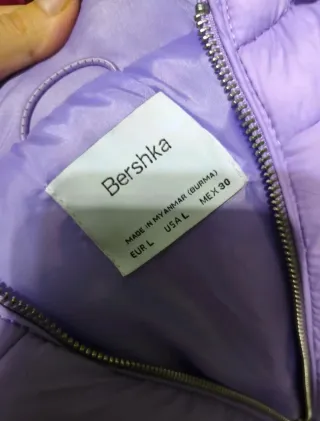 Bershka
MADE IN MYANMAR (BURMA)
EUR L USA L MEX 30